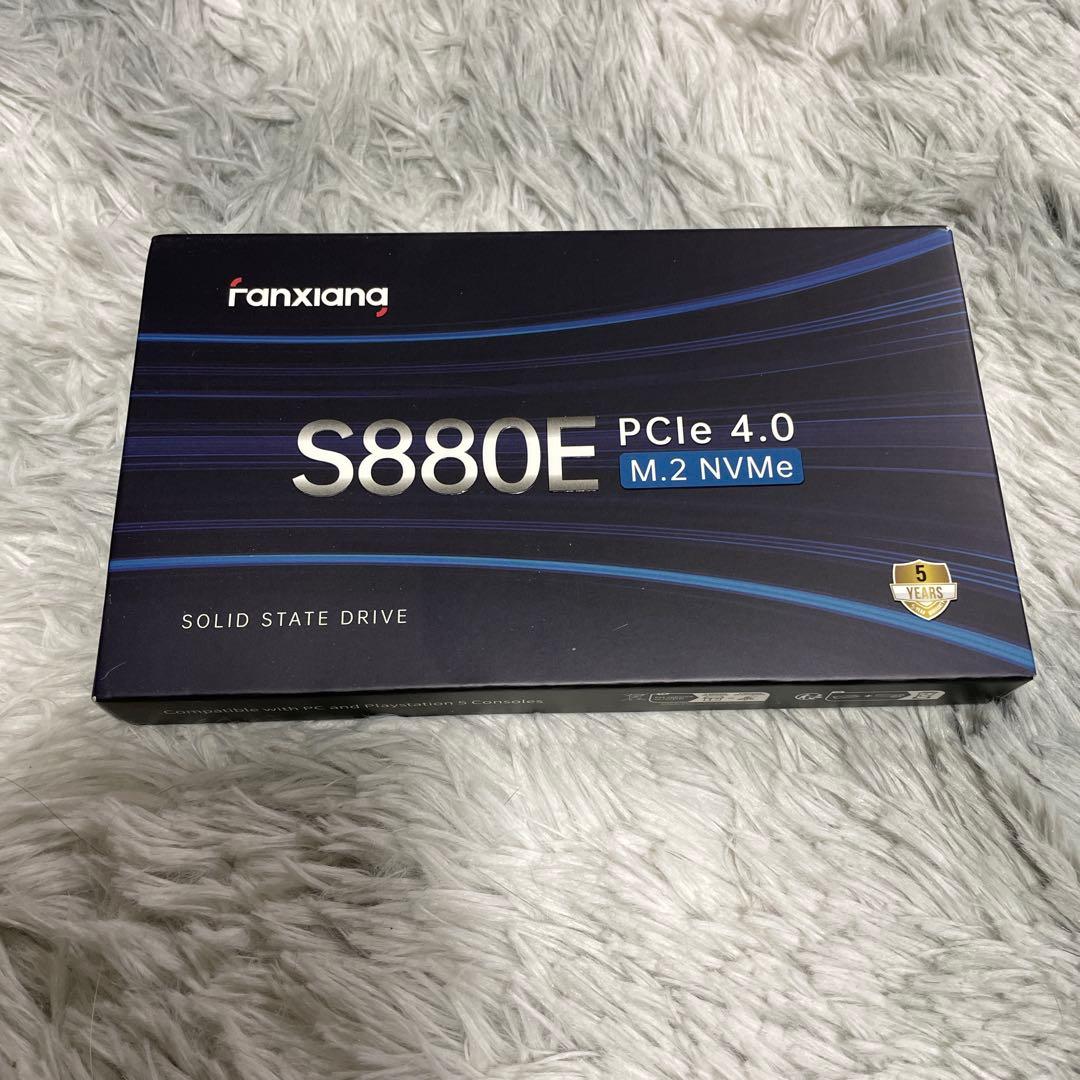 fanxiang
S880E
PCIe 4.0
M.2 NVMe
5
YEARS
SOLID STATE DRIVE
Compatible with PC and Playstation 5 Consoles